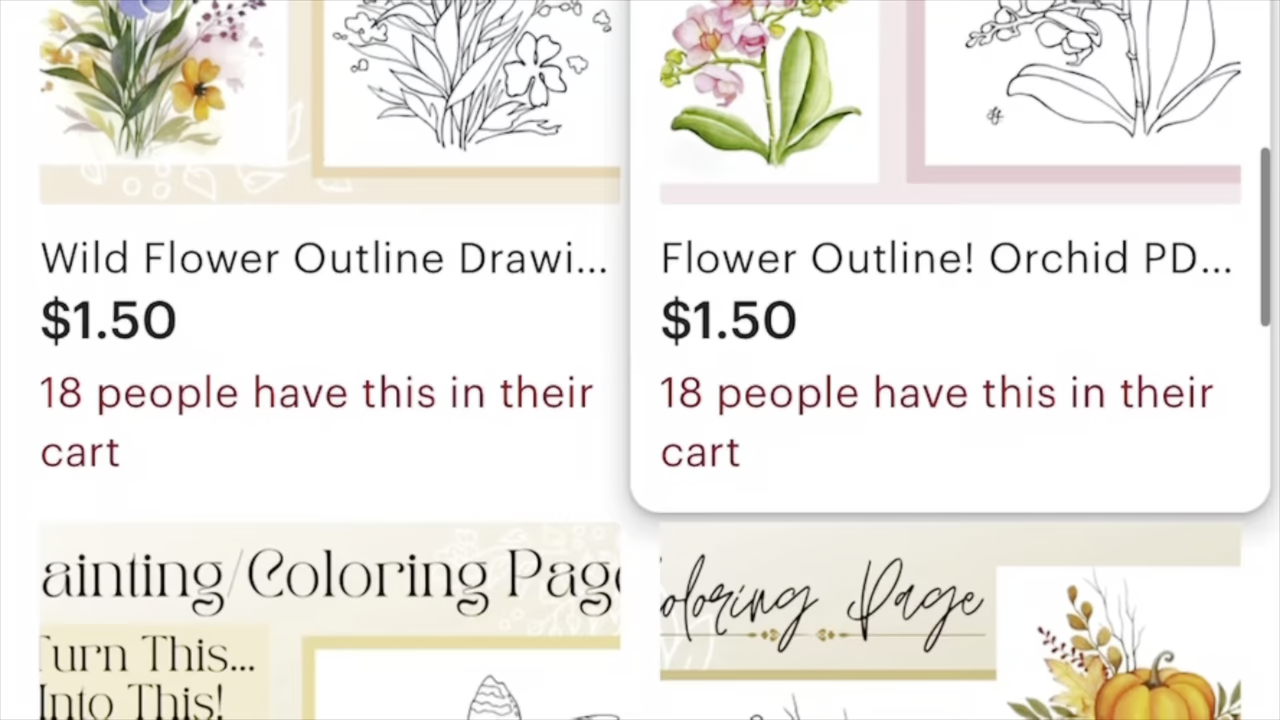 Wild Flower Outline Drawi...
$1.50
18 people have this in their
cart
Flower Outline! Orchid PD...
$1.50
18 people have this in their
cart
ainting/Coloring Pag
Turn This...
Into This!
oloring Page